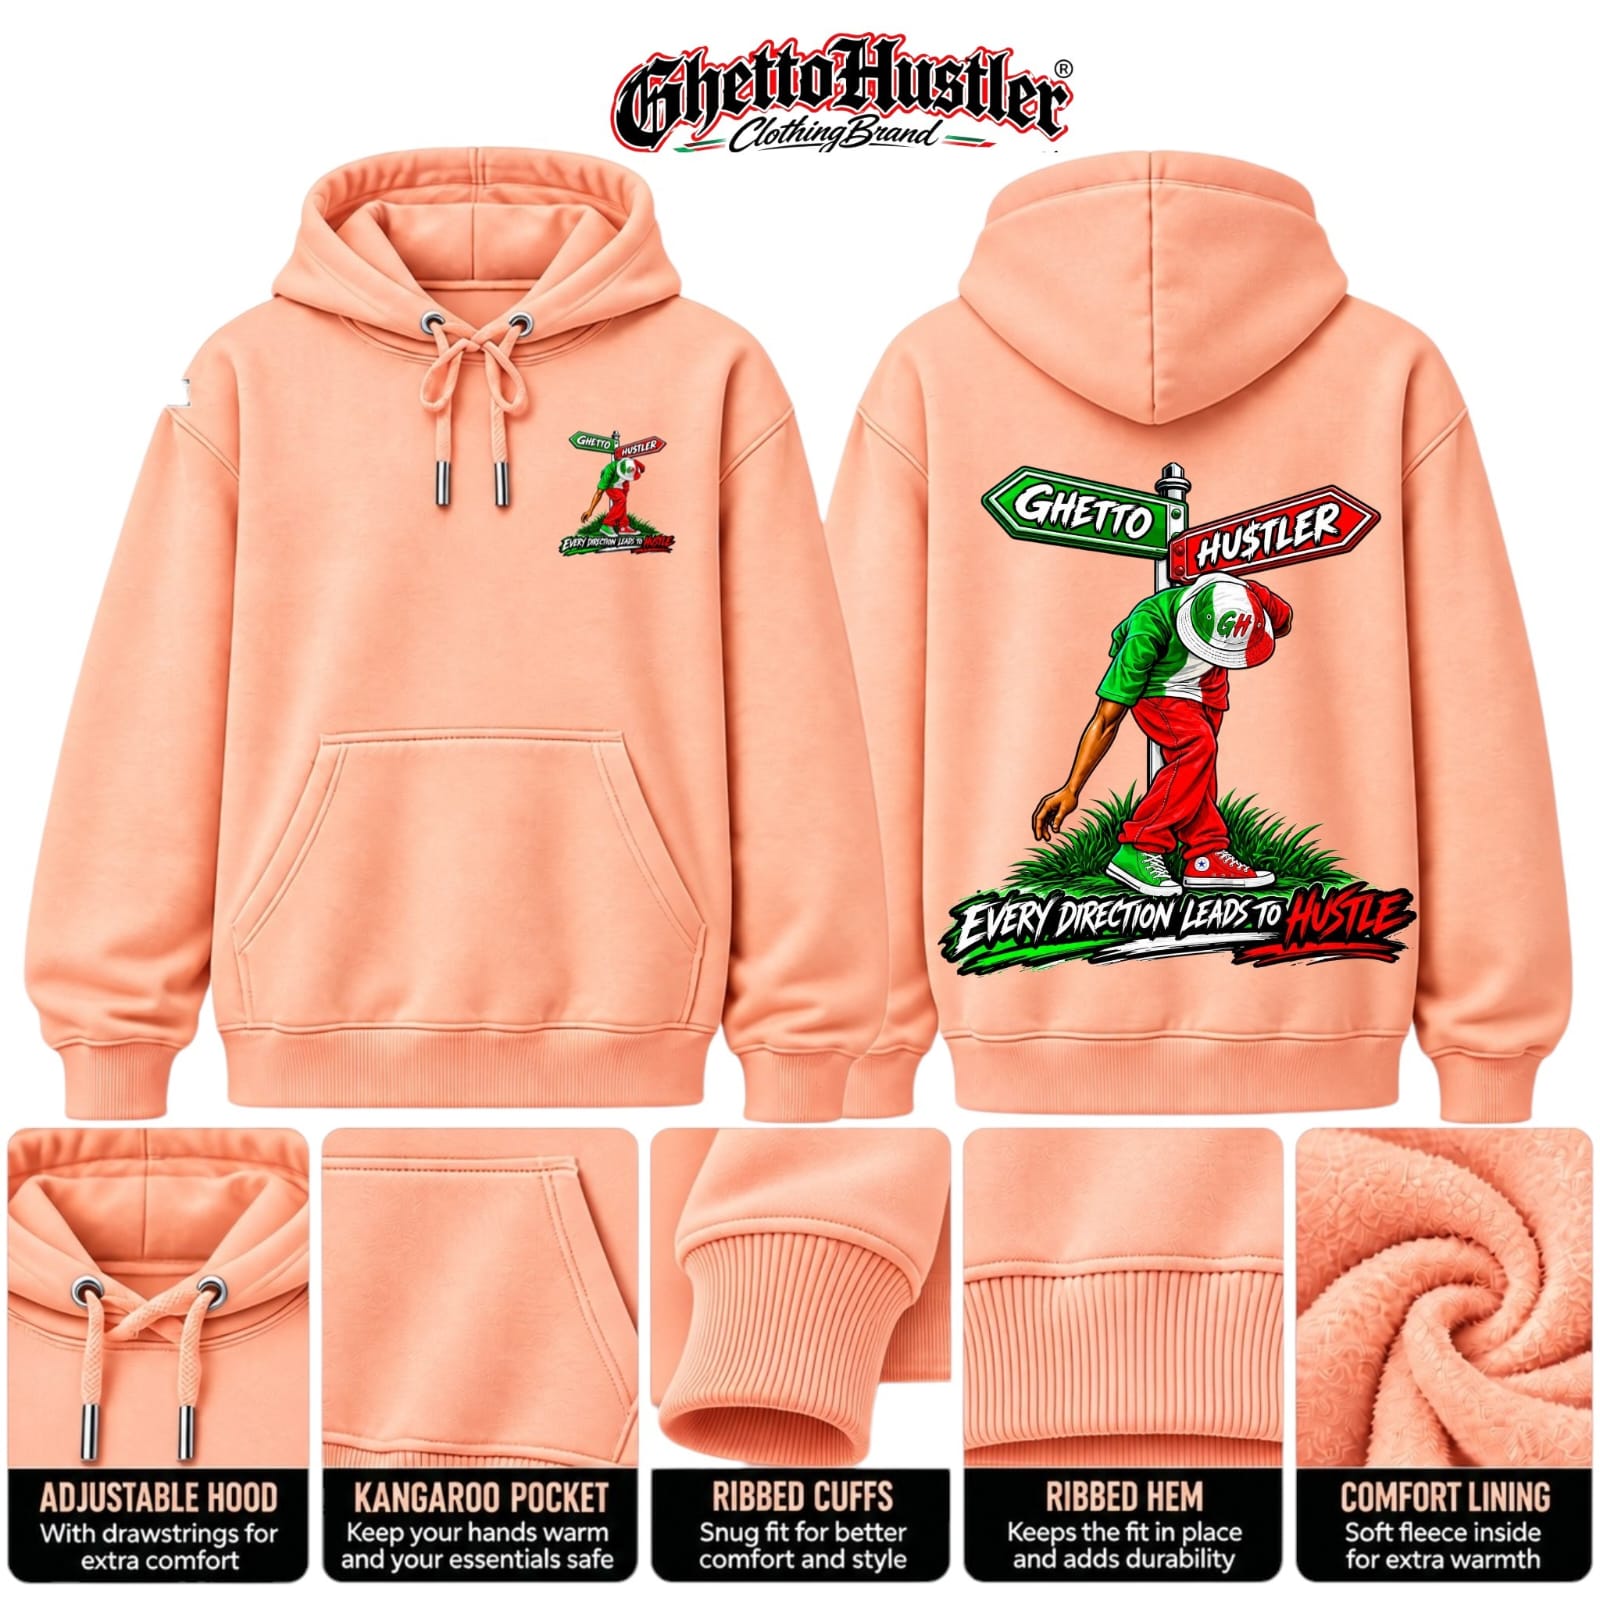 GhettoHustler®
Clothing Brand
GHETTO
HUSTLER
EVERY DIRECTION LEADS TO HUSTLE
GHETTO
HU$TLER
GH
EVERY DIRECTION LEADS TO HUSTLE
ADJUSTABLE HOOD
With drawstrings for
extra comfort
KANGAROO POCKET
Keep your hands warm
and your essentials safe
RIBBED CUFFS
Snug fit for better
comfort and style
RIBBED HEM
Keeps the fit in place
and adds durability
COMFORT LINING
Soft fleece inside
for extra warmth